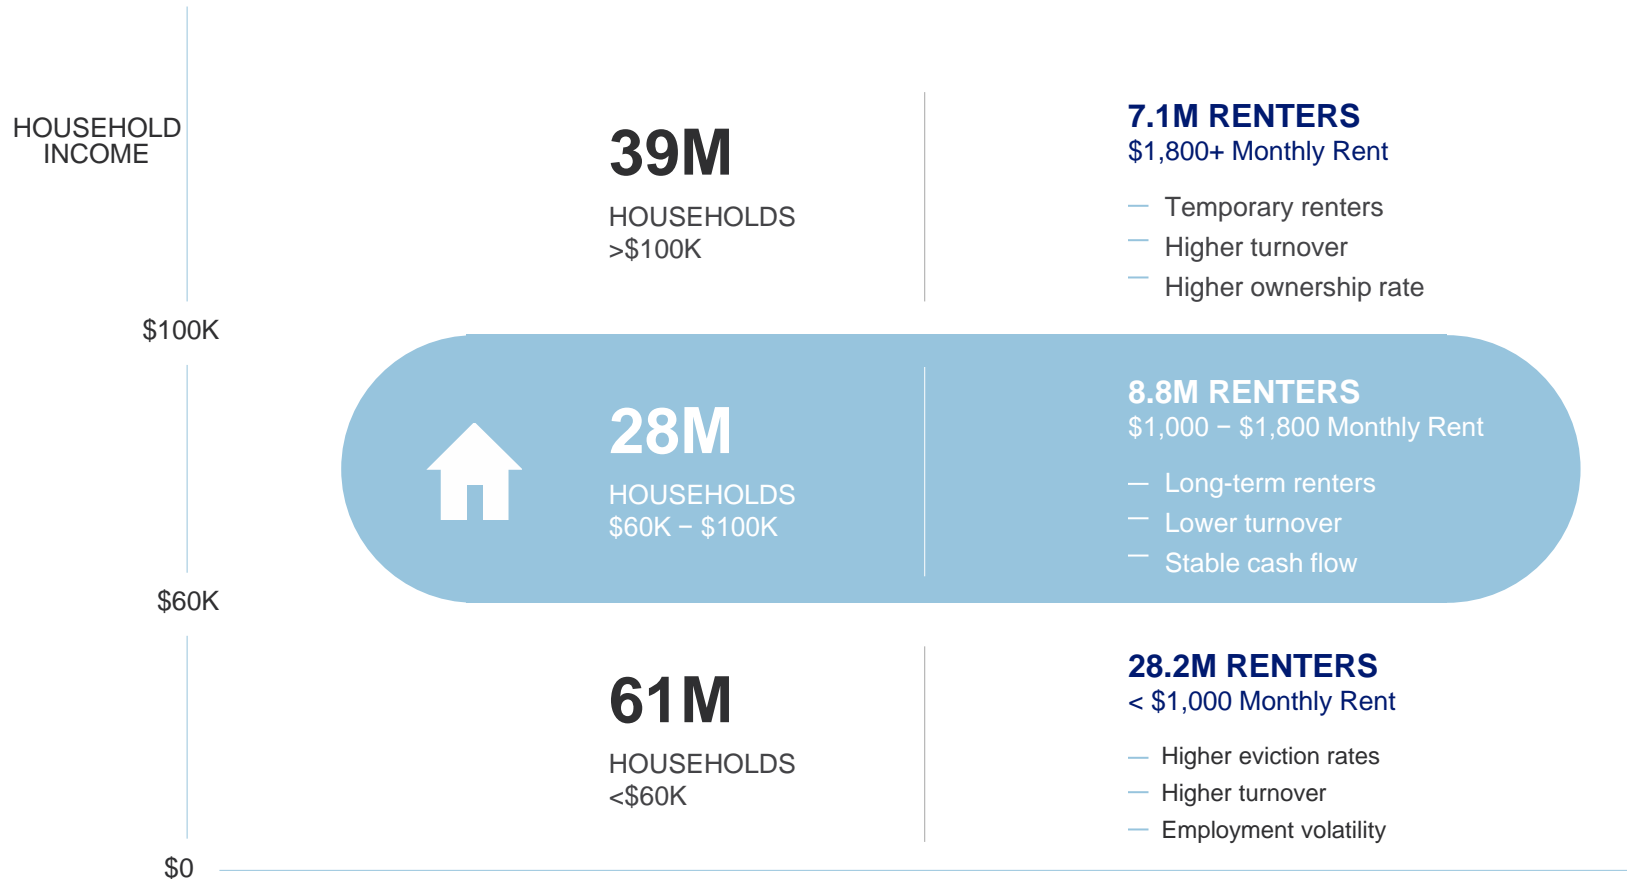 HOUSEHOLD
INCOME
39M
HOUSEHOLDS
>$100K
7.1M RENTERS
$1,800+ Monthly Rent
— Temporary renters
— Higher turnover
— Higher ownership rate
$100K
28M
HOUSEHOLDS
$60K − $100K
8.8M RENTERS
$1,000 − $1,800 Monthly Rent
— Long-term renters
— Lower turnover
— Stable cash flow
$60K
61M
HOUSEHOLDS
<$60K
28.2M RENTERS
< $1,000 Monthly Rent
— Higher eviction rates
— Higher turnover
— Employment volatility
$0